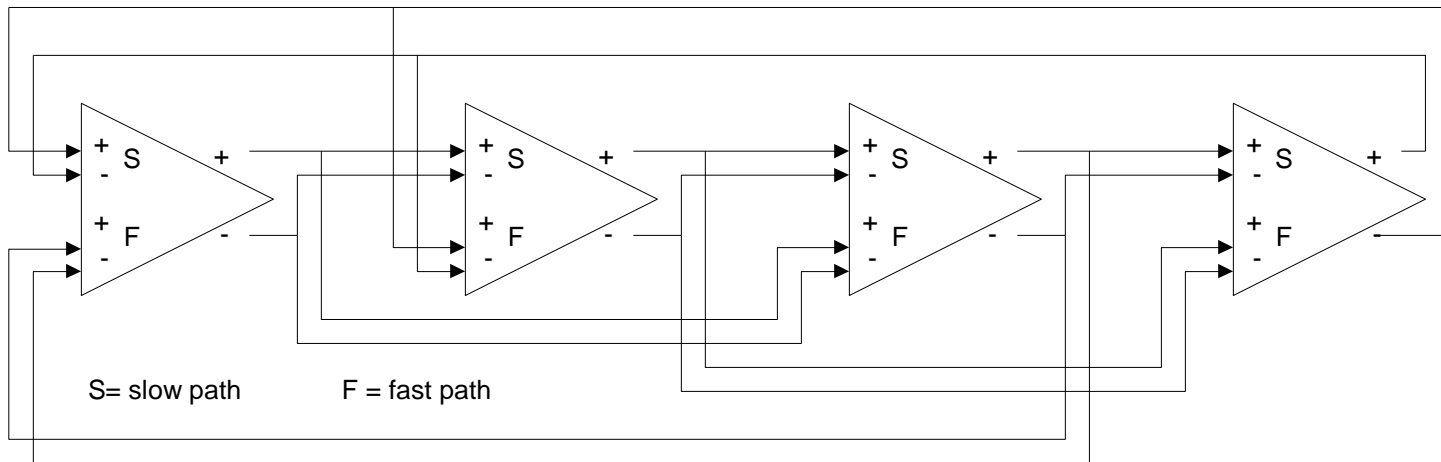 + S + + S + + S + + S +
- - - -
+ + + +
F - F - F - F -
- - - -
S= slow path F = fast path